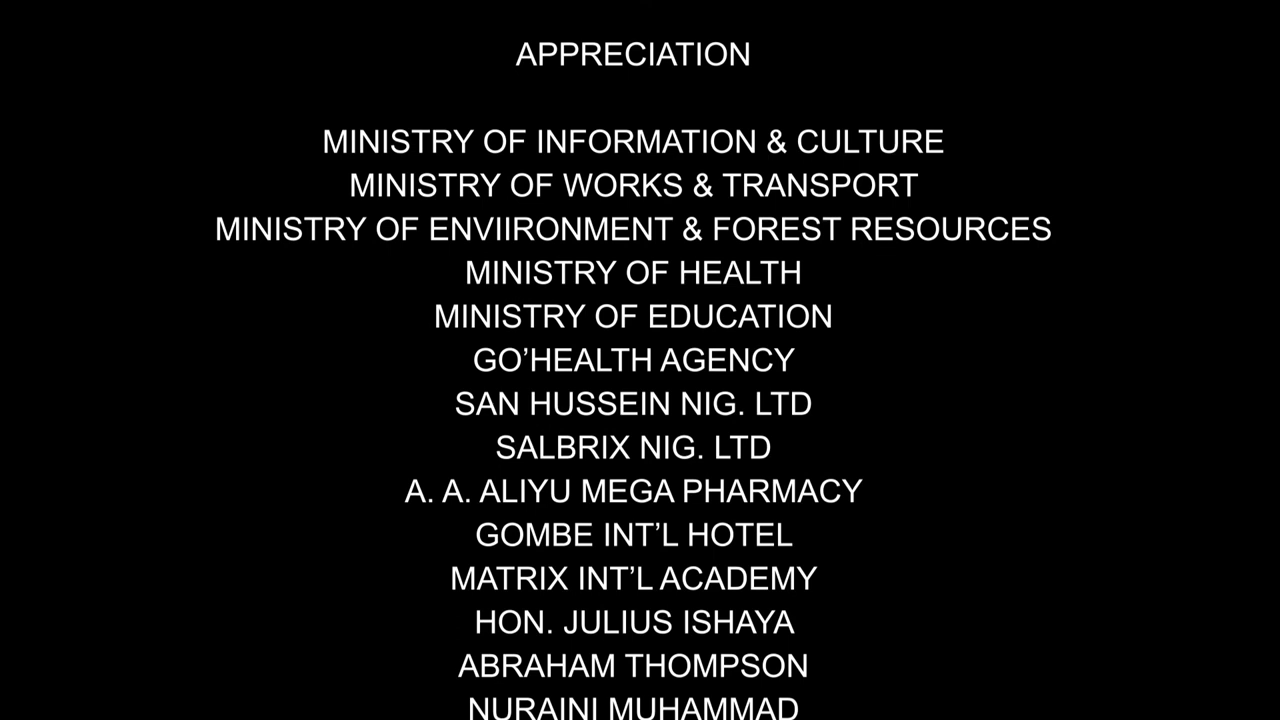 APPRECIATION
MINISTRY OF INFORMATION & CULTURE
MINISTRY OF WORKS & TRANSPORT
MINISTRY OF ENVIIRONMENT & FOREST RESOURCES
MINISTRY OF HEALTH
MINISTRY OF EDUCATION
GO’HEALTH AGENCY
SAN HUSSEIN NIG. LTD
SALBRIX NIG. LTD
A. A. ALIYU MEGA PHARMACY
GOMBE INT’L HOTEL
MATRIX INT’L ACADEMY
HON. JULIUS ISHAYA
ABRAHAM THOMPSON
NURAINI MUHAMMAD